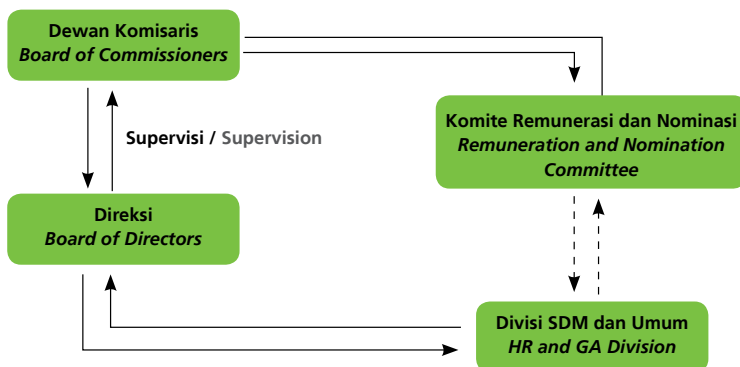 Dewan Komisaris
Board of Commissioners
Komite Remunerasi dan Nominasi
Remuneration and Nomination
Committee
Supervisi / Supervision
Direksi
Board of Directors
Divisi SDM dan Umum
HR and GA Division